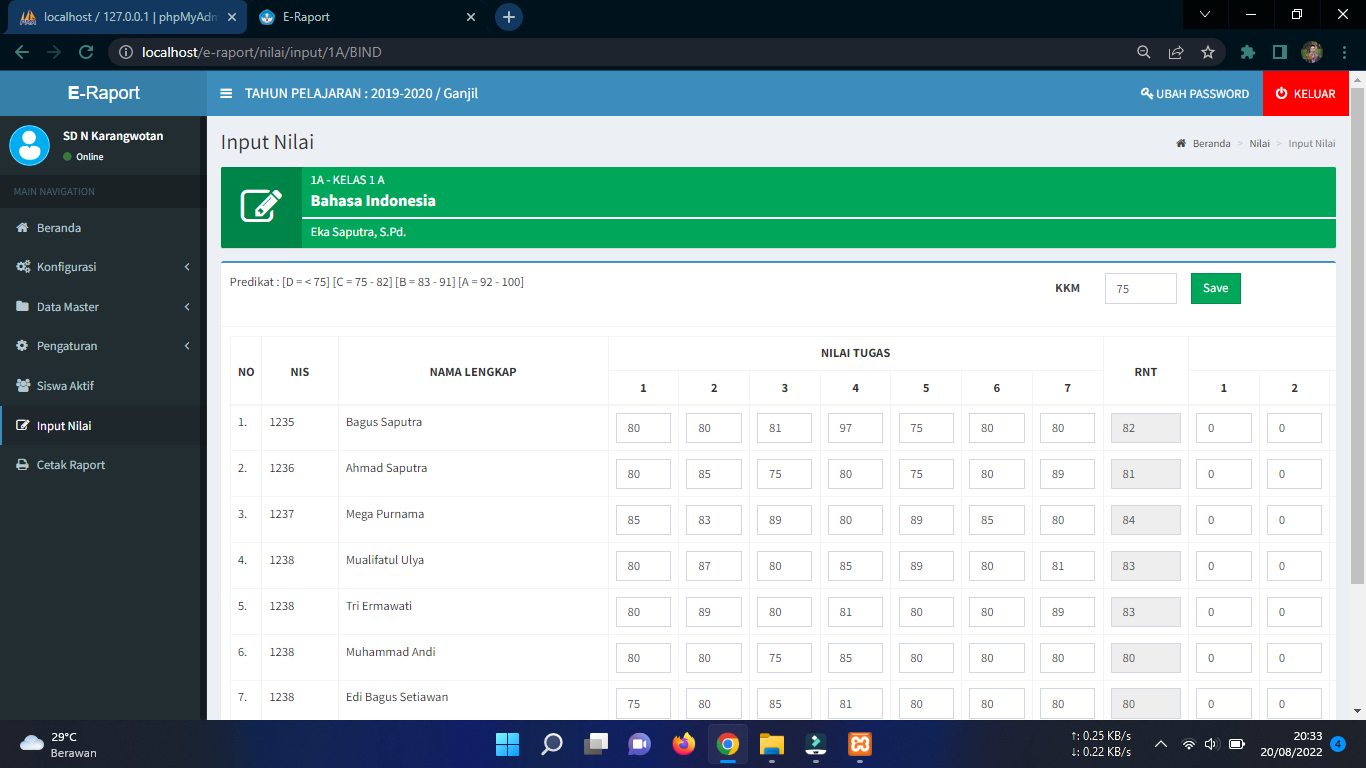 localhost / 127.0.0.1 | phpMyAdm
E-Raport
localhost/e-raport/nilai/input/1A/BIND
E-Raport
TAHUN PELAJARAN : 2019-2020 / Ganjil
UBAH PASSWORD
KELUAR
SD N Karangwotan
Online
MAIN NAVIGATION
Beranda
Konfigurasi
Data Master
Pengaturan
Siswa Aktif
Input Nilai
Cetak Raport
Input Nilai
Beranda > Nilai > Input Nilai
1A - KELAS 1 A
Bahasa Indonesia
Eka Saputra, S.Pd.
Predikat : [D = < 75] [C = 75 - 82] [B = 83 - 91] [A = 92 - 100]
KKM 75 Save
NO NIS NAMA LENGKAP NILAI TUGAS RNT
1 2 3 4 5 6 7 1 2
1. 1235 Bagus Saputra 80 80 81 97 75 80 80 82 0 0
2. 1236 Ahmad Saputra 80 85 75 80 75 80 89 81 0 0
3. 1237 Mega Purnama 85 83 89 80 89 85 80 84 0 0
4. 1238 Mualifatul Ulya 80 87 80 85 89 80 81 83 0 0
5. 1238 Tri Ermawati 80 89 80 81 80 80 89 83 0 0
6. 1238 Muhammad Andi 80 80 75 85 80 80 80 80 0 0
7. 1238 Edi Bagus Setiawan 75 80 85 81 80 80 80 80 0 0
29°C
Berawan
↑: 0.25 KB/s
↓: 0.22 KB/s
20:33
20/08/2022
4